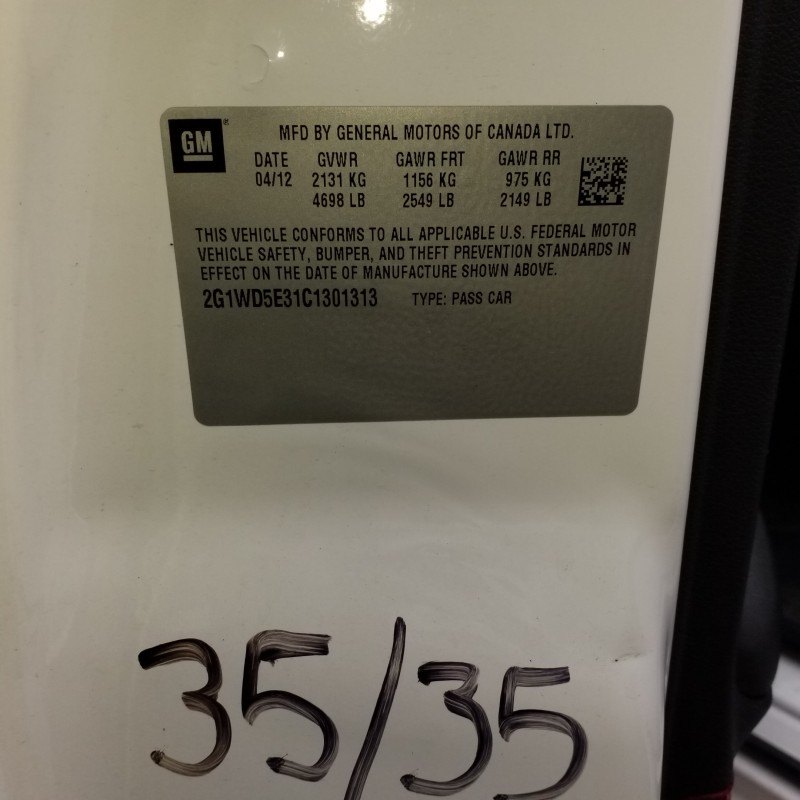 GM®
MFD BY GENERAL MOTORS OF CANADA LTD.
DATE GVWR GAWR FRT GAWR RR
04/12 2131 KG 1156 KG 975 KG
4698 LB 2549 LB 2149 LB
THIS VEHICLE CONFORMS TO ALL APPLICABLE U.S. FEDERAL MOTOR
VEHICLE SAFETY, BUMPER, AND THEFT PREVENTION STANDARDS IN
EFFECT ON THE DATE OF MANUFACTURE SHOWN ABOVE.
2G1WD5E31C1301313 TYPE: PASS CAR
35/35